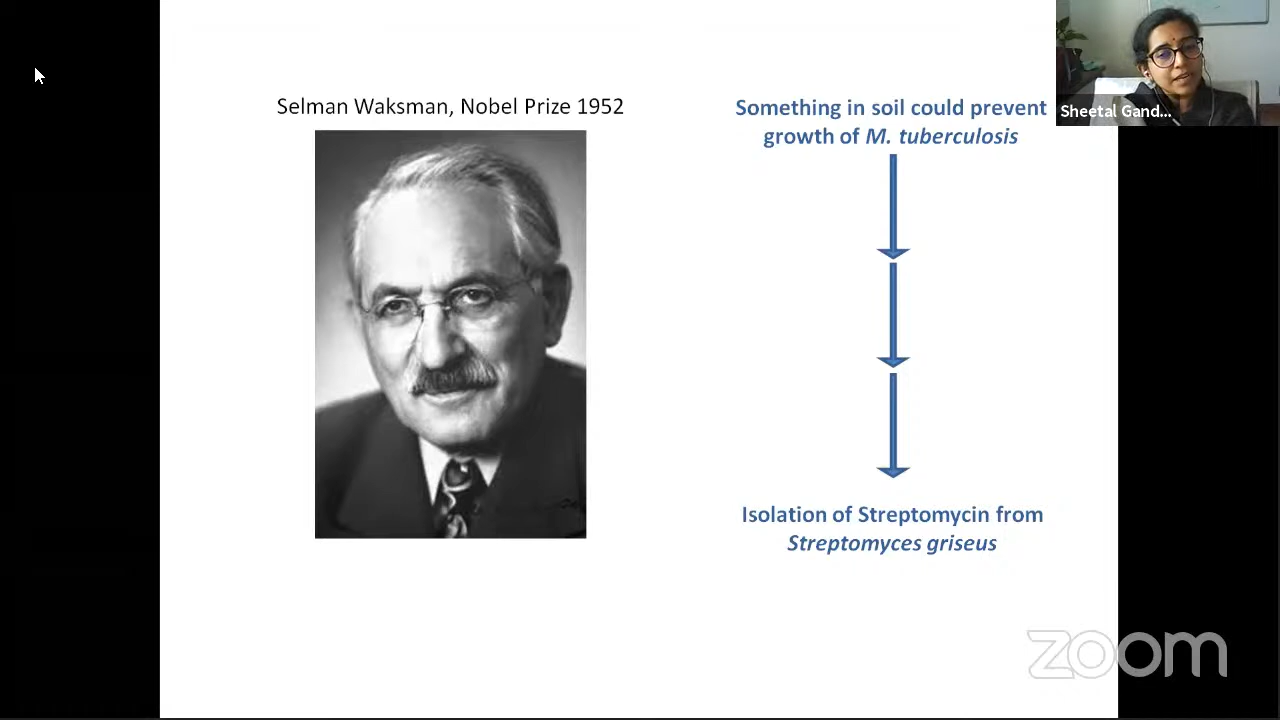 Selman Waksman, Nobel Prize 1952
Something in soil could prevent
growth of M. tuberculosis
Sheetal Gand...
Isolation of Streptomycin from
Streptomyces griseus
zoom